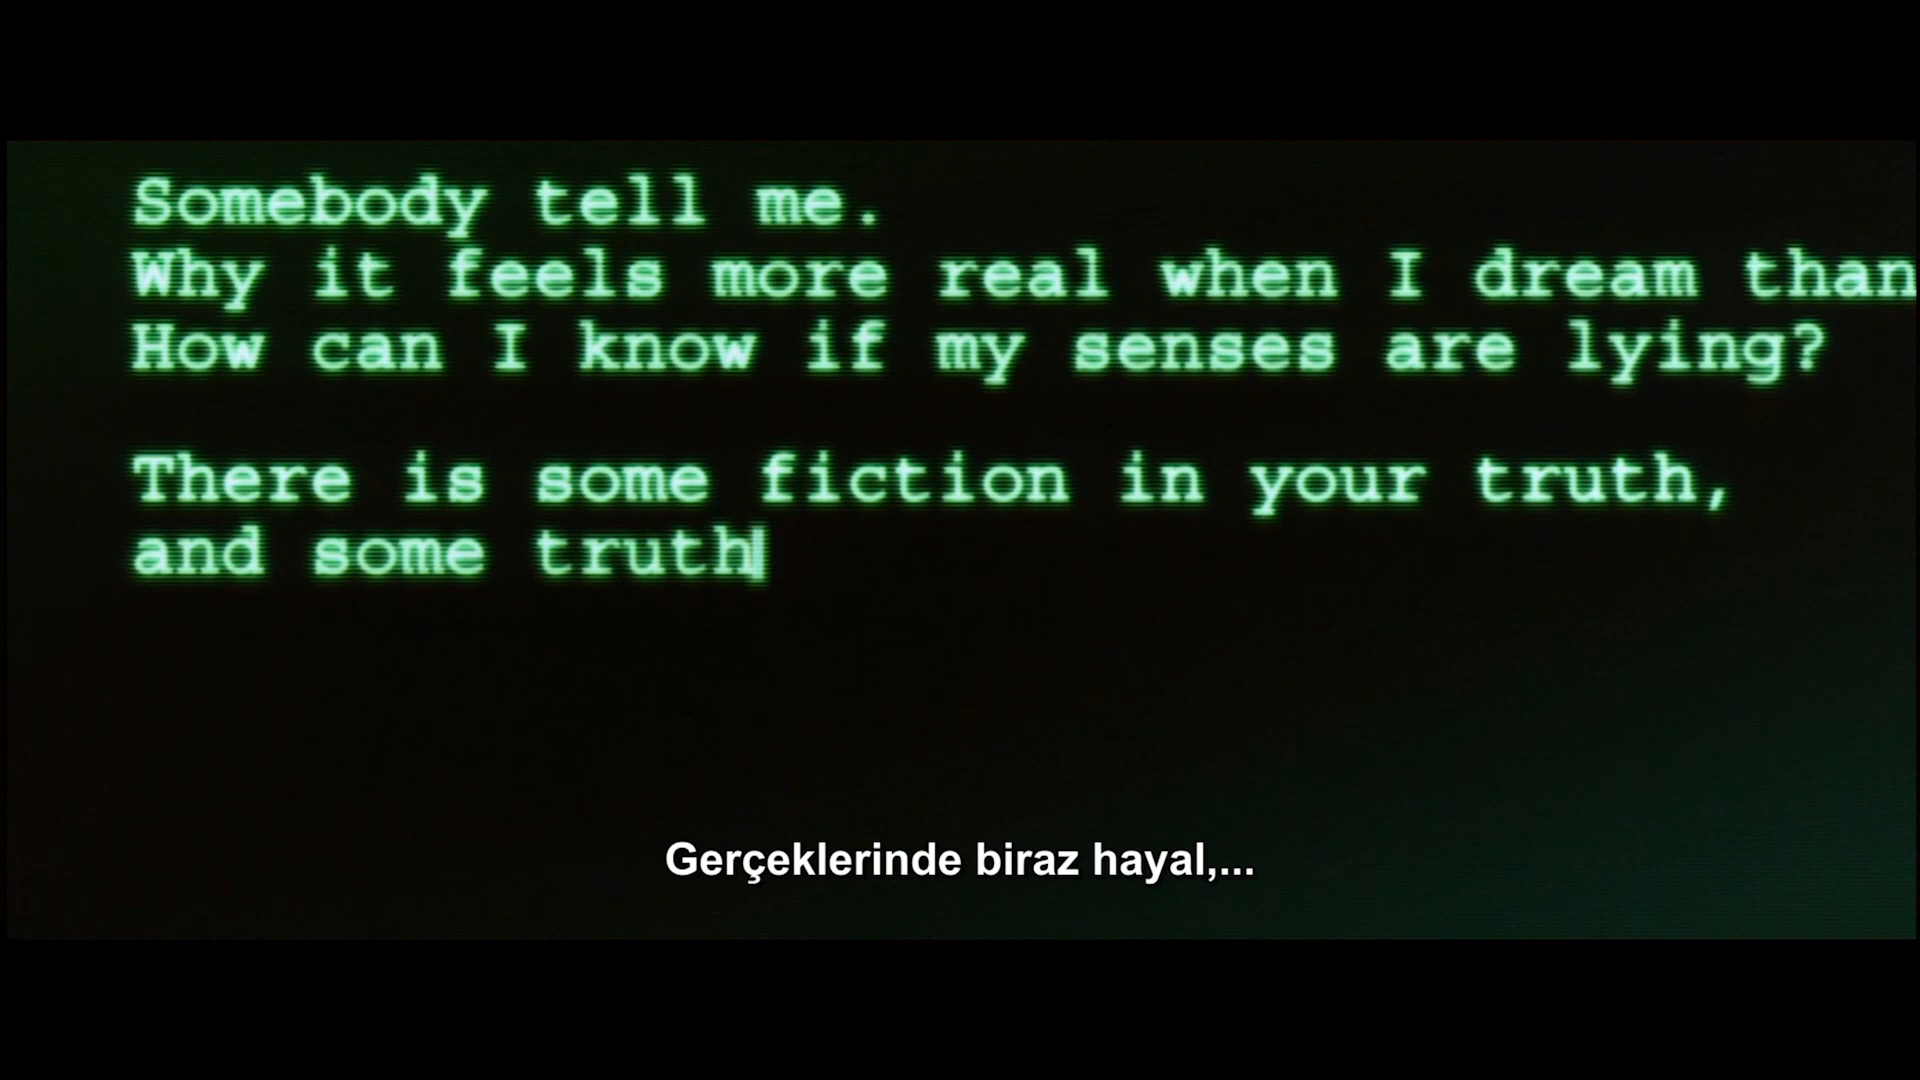 Somebody tell me.
Why it feels more real when I dream than
How can I know if my senses are lying?
There is some fiction in your truth,
and some truth
Gerçeklerinde biraz hayal,...